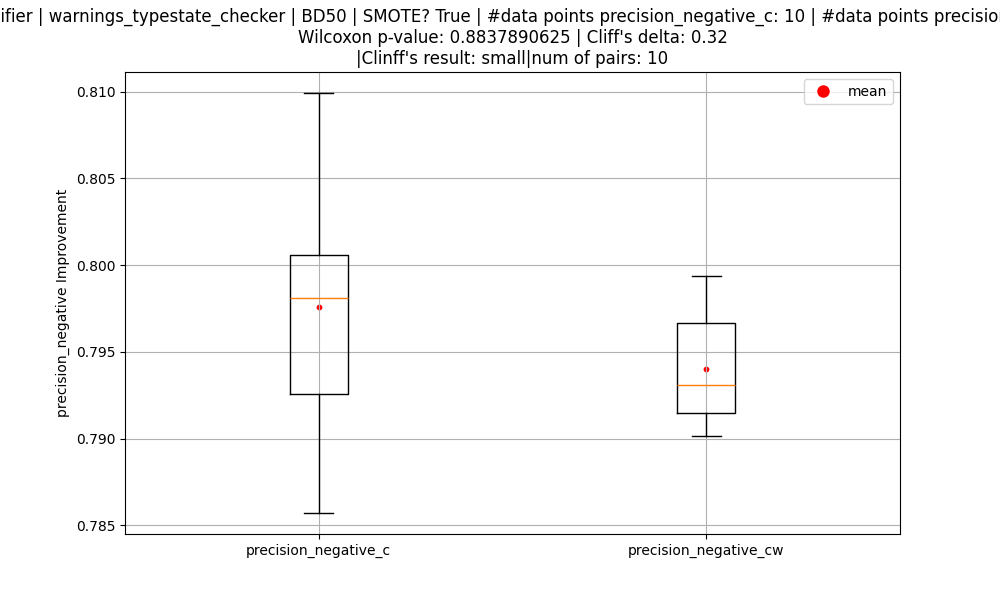 | warnings_typestate_checker | BD50 | SMOTE? True | #data points precision_negative_c: 10 | #data points
Wilcoxon p-value: 0.8837890625 | Cliff's delta: 0.32
|Clinff's result: small|num of pairs: 10
mean
0.810
0.805
0.800
0.795
0.790
0.785
precision_negative Improvement
precision_negative_c
precision_negative_cw